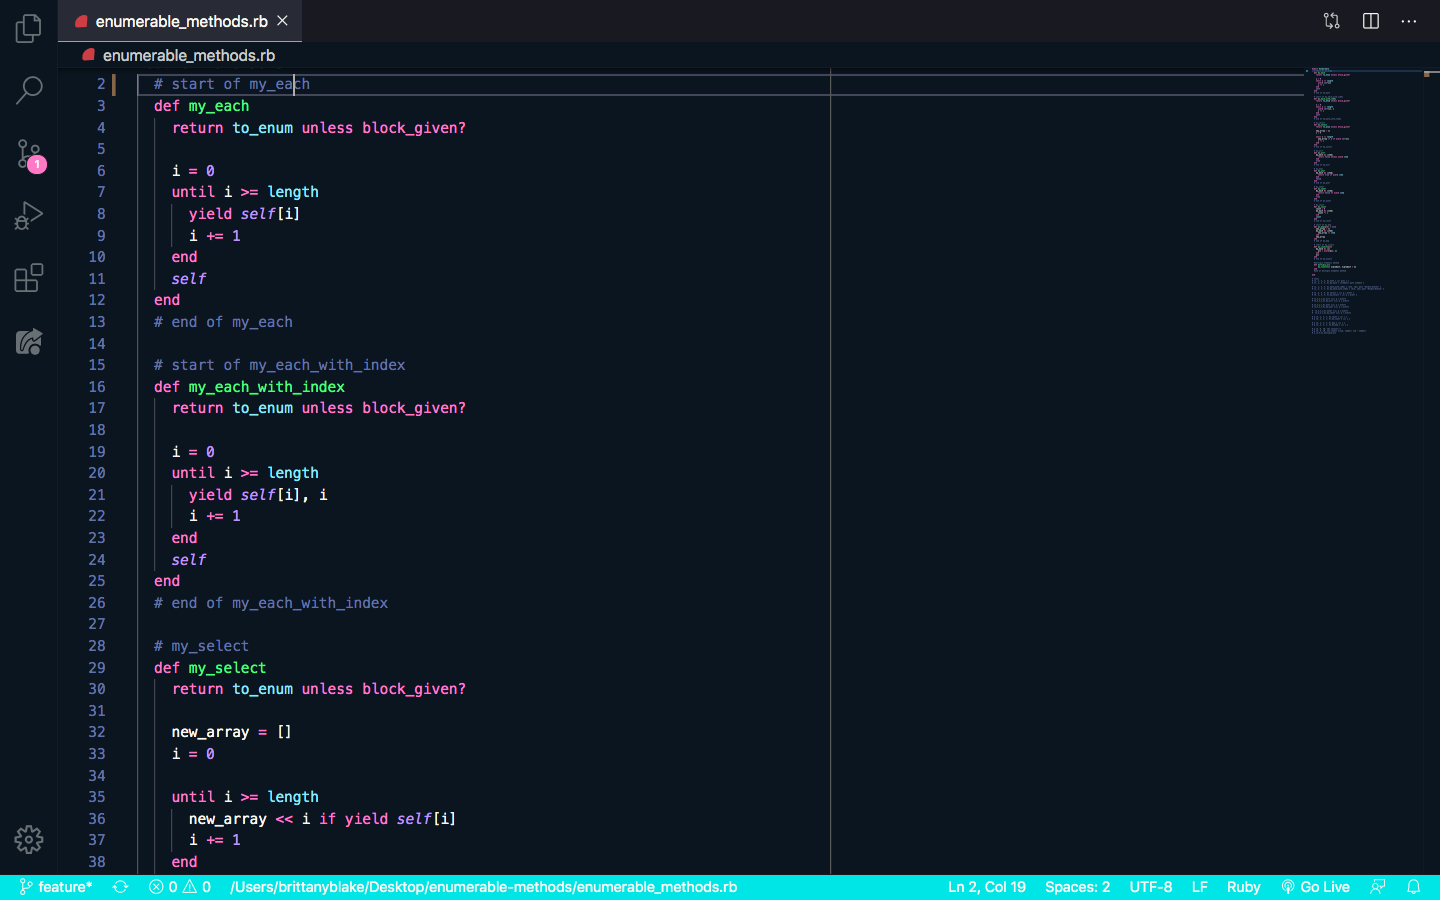 enumerable_methods.rb
enumerable_methods.rb
2 # start of my_each
3 def my_each
4 return to_enum unless block_given?
5
6 i = 0
7 until i >= length
8 yield self[i]
9 i += 1
10 end
11 self
12 end
13 # end of my_each
14
15 # start of my_each_with_index
16 def my_each_with_index
17 return to_enum unless block_given?
18
19 i = 0
20 until i >= length
21 yield self[i], i
22 i += 1
23 end
24 self
25 end
26 # end of my_each_with_index
27
28 # my_select
29 def my_select
30 return to_enum unless block_given?
31
32 new_array = []
33 i = 0
34
35 until i >= length
36 new_array << i if yield self[i]
37 i += 1
38 end
1
feature* 0 0 /Users/brittanyblake/Desktop/enumerable-methods/enumerable_methods.rb Ln 2, Col 19 Spaces: 2 UTF-8 LF Ruby Go Live